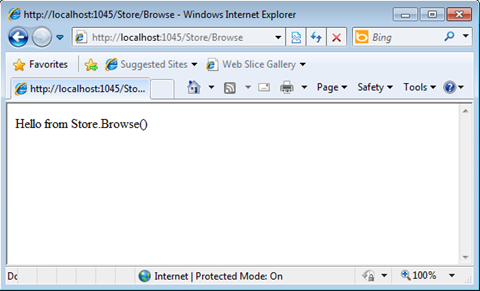 http://localhost:1045/Store/Browse - Windows Internet Explorer
http://localhost:1045/Store/Browse
Bing
Favorites Suggested Sites Web Slice Gallery
http://localhost:1045/Sto... Page Safety Tools
Hello from Store.Browse()
Internet | Protected Mode: On 100%